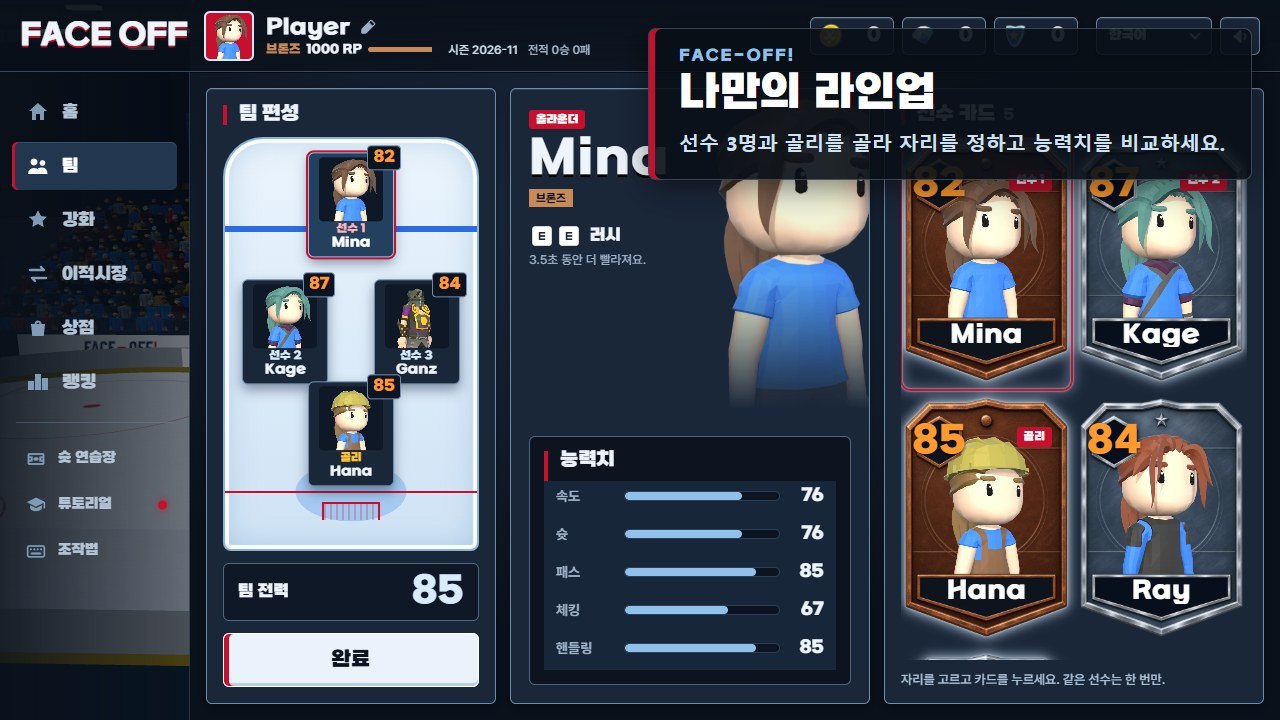 FACE OFF
Player
브론즈 1000 RP
시즌 2026-11 전적 0승 0패
0
0
0
한국어
FACE-OFF!
나만의 라인업
선수 3명과 골리를 골라 자리를 정하고 능력치를 비교하세요.
홈
팀
강화
이적시장
상점
FACE-OFF!
랭킹
슛 연습장
튜토리얼
조작법
팀 편성
82
선수 1
Mina
87
선수 2
Kage
84
선수 3
Ganz
85
골리
Hana
팀 전력
85
완료
올라운더
Mina
브론즈
E E 러시
3.5초 동안 더 빨라져요.
능력치
속도 76
슛 76
패스 85
체킹 67
핸들링 85
선수 카드 5
82
선수 1
Mina
87
선수 2
Kage
85
골리
Hana
84
Ray
자리를 고르고 카드를 누르세요. 같은 선수는 한 번만.